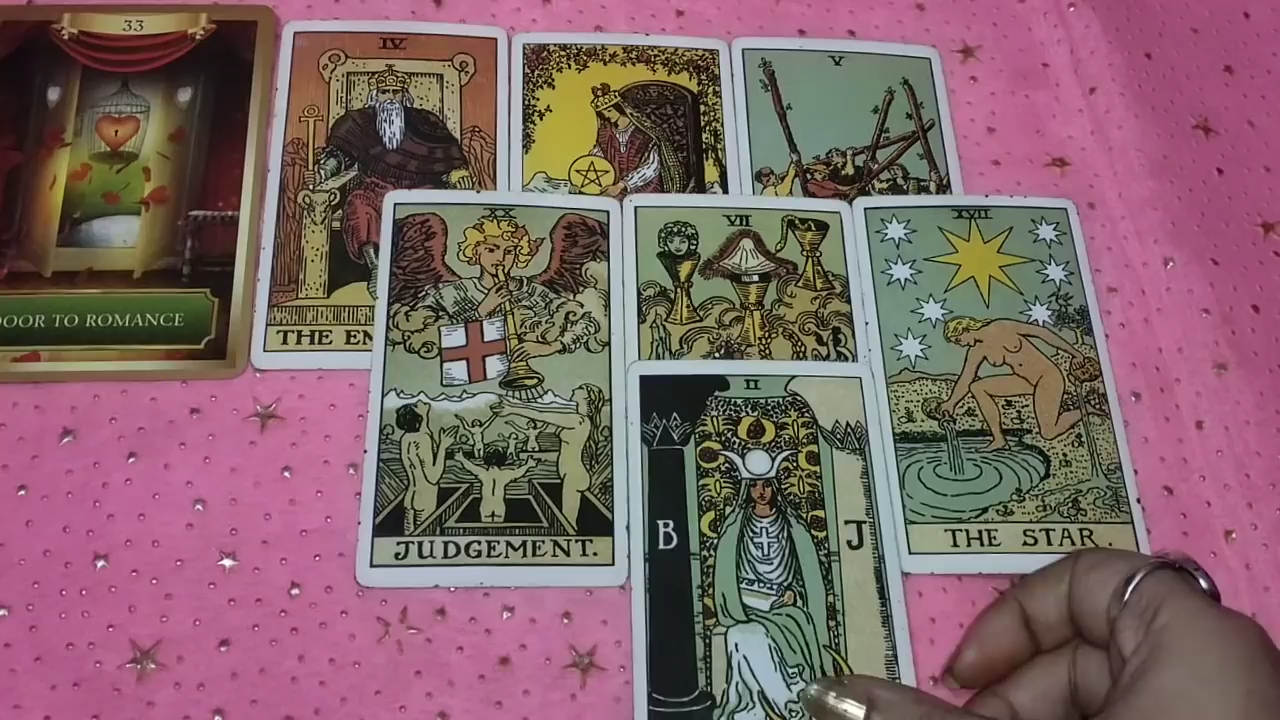 33
DOOR TO ROMANCE
IV
THE EM
V
XX
JUDGEMENT.
VII
XVII
THE STAR.
II
B J